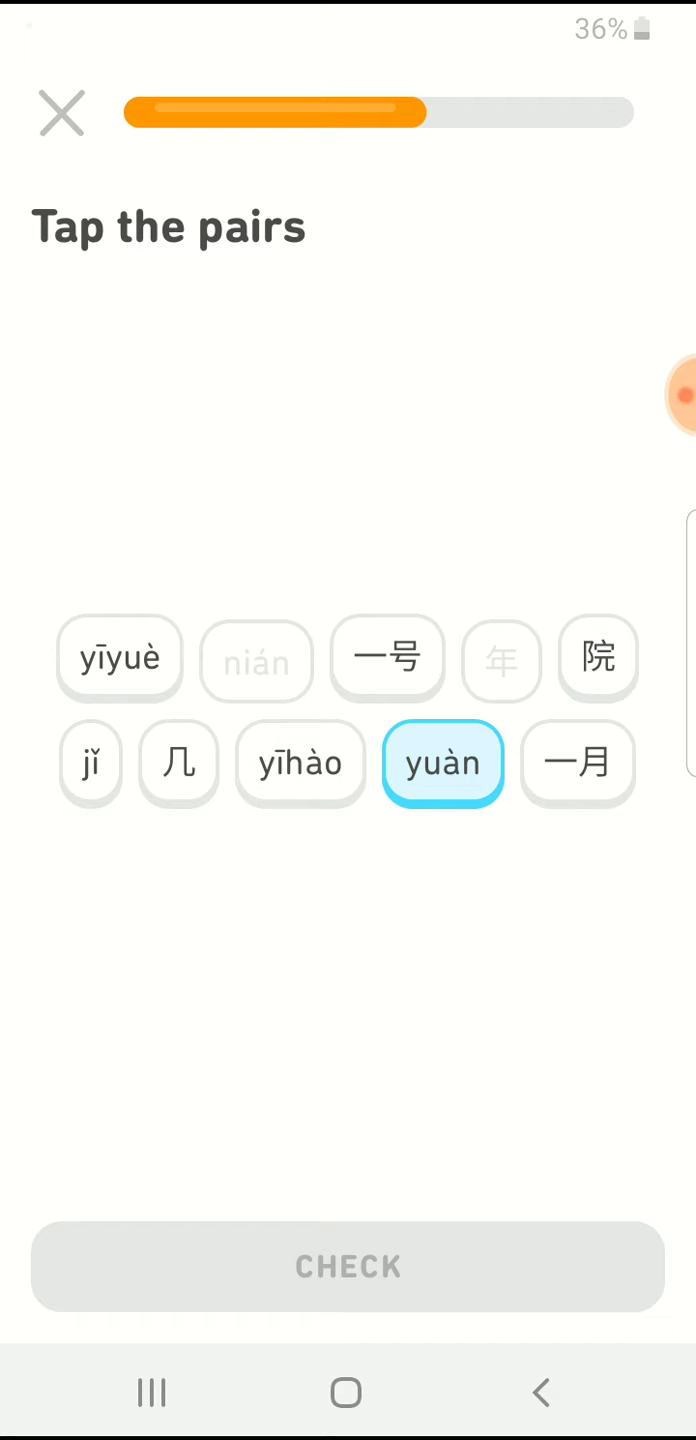 36%
Tap the pairs
yīyuè nián 一号 年 院
jǐ 几 yīhào yuàn 一月
CHECK